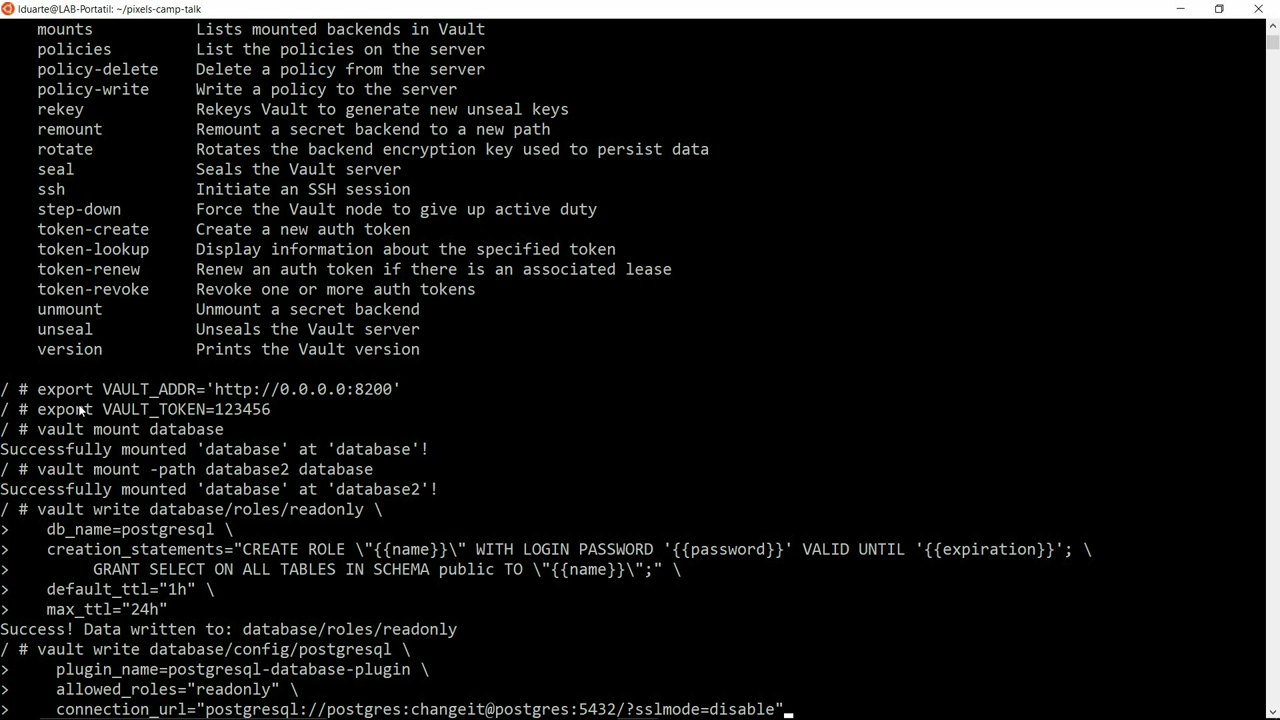 lduarte@LAB-Portatil: ~/pixels-camp-talk
mounts Lists mounted backends in Vault
policies List the policies on the server
policy-delete Delete a policy from the server
policy-write Write a policy to the server
rekey Rekeys Vault to generate new unseal keys
remount Remount a secret backend to a new path
rotate Rotates the backend encryption key used to persist data
seal Seals the Vault server
ssh Initiate an SSH session
step-down Force the Vault node to give up active duty
token-create Create a new auth token
token-lookup Display information about the specified token
token-renew Renew an auth token if there is an associated lease
token-revoke Revoke one or more auth tokens
unmount Unmount a secret backend
unseal Unseals the Vault server
version Prints the Vault version
/ # export VAULT_ADDR='http://0.0.0.0:8200'
/ # export VAULT_TOKEN=123456
/ # vault mount database
Successfully mounted 'database' at 'database'!
/ # vault mount -path database2 database
Successfully mounted 'database' at 'database2'!
/ # vault write database/roles/readonly \
> db_name=postgresql \
> creation_statements="CREATE ROLE \"{{name}}\" WITH LOGIN PASSWORD '{{password}}' VALID UNTIL '{{expiration}}'; \
> GRANT SELECT ON ALL TABLES IN SCHEMA public TO \"{{name}}\";" \
> default_ttl="1h" \
> max_ttl="24h"
Success! Data written to: database/roles/readonly
/ # vault write database/config/postgresql \
> plugin_name=postgresql-database-plugin \
> allowed_roles="readonly" \
> connection_url="postgresql://postgres:changeit@postgres:5432/?sslmode=disable"